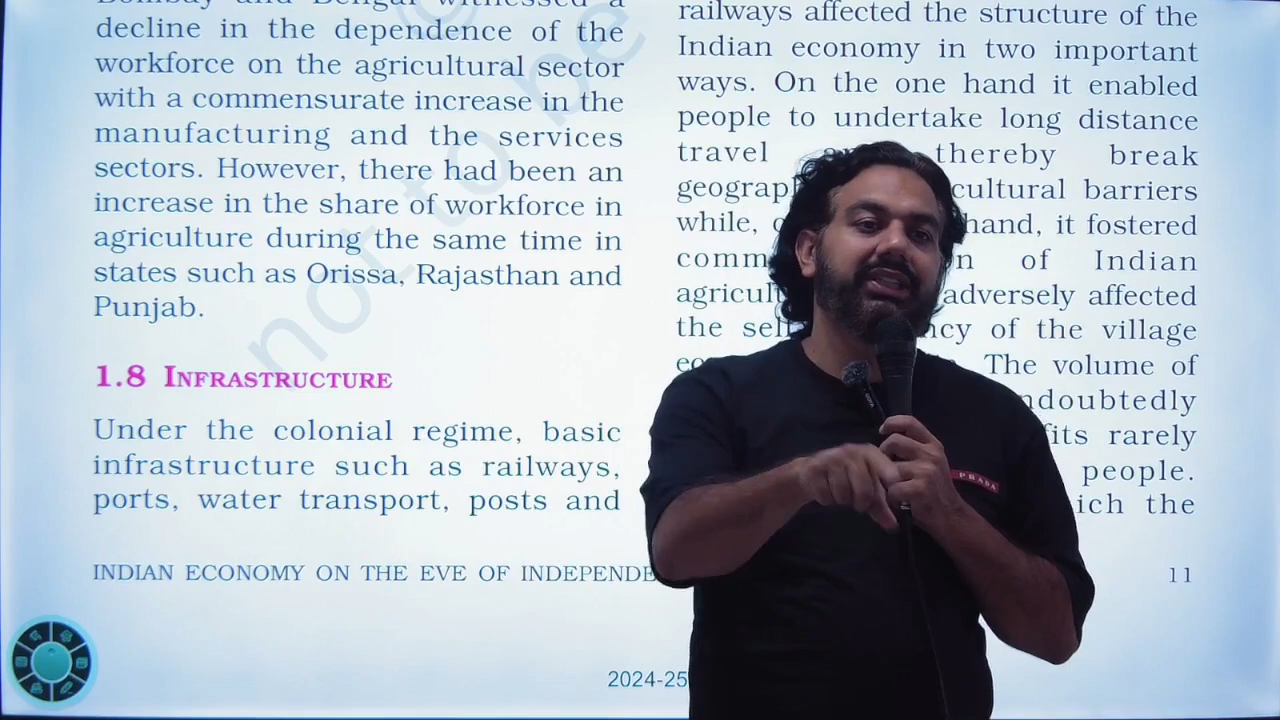 Bombay and Bengal witnessed a
decline in the dependence of the
workforce on the agricultural sector
with a commensurate increase in the
manufacturing and the services
sectors. However, there had been an
increase in the share of workforce in
agriculture during the same time in
states such as Orissa, Rajasthan and
Punjab.
1.8 INFRASTRUCTURE
Under the colonial regime, basic
infrastructure such as railways,
ports, water transport, posts and
railways affected the structure of the
Indian economy in two important
ways. On the one hand it enabled
people to undertake long distance
travel thereby break
geograp cultural barriers
while, hand, it fostered
comm n of Indian
agricul adversely affected
the sel ncy of the village
ec . The volume of
ndoubtedly
fits rarely
people.
ich the
INDIAN ECONOMY ON THE EVE OF INDEPENDE
11
2024-25
not to be
PRADA